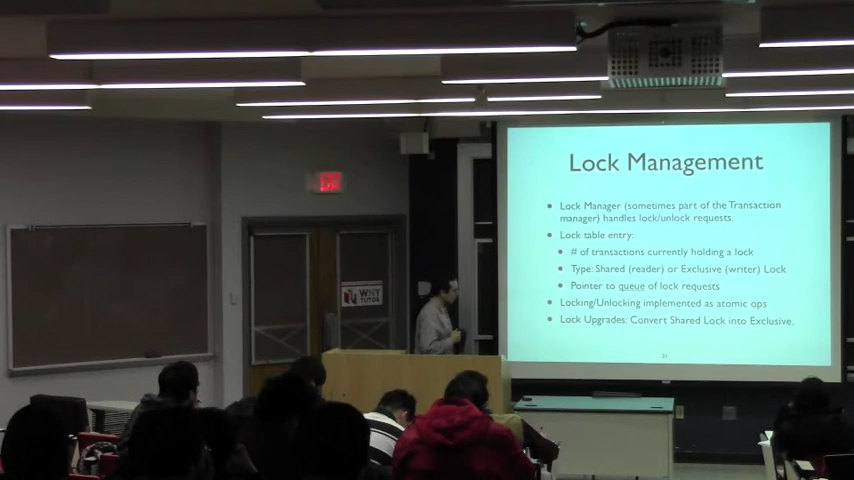 Lock Management
• Lock Manager (sometimes part of the Transaction
manager) handles lock/unlock requests.
• Lock table entry:
• # of transactions currently holding a lock
• Type: Shared (reader) or Exclusive (writer) Lock
• Pointer to queue of lock requests
• Locking/Unlocking implemented as atomic ops
• Lock Upgrades: Convert Shared Lock into Exclusive.
21
WNY
TUTOR